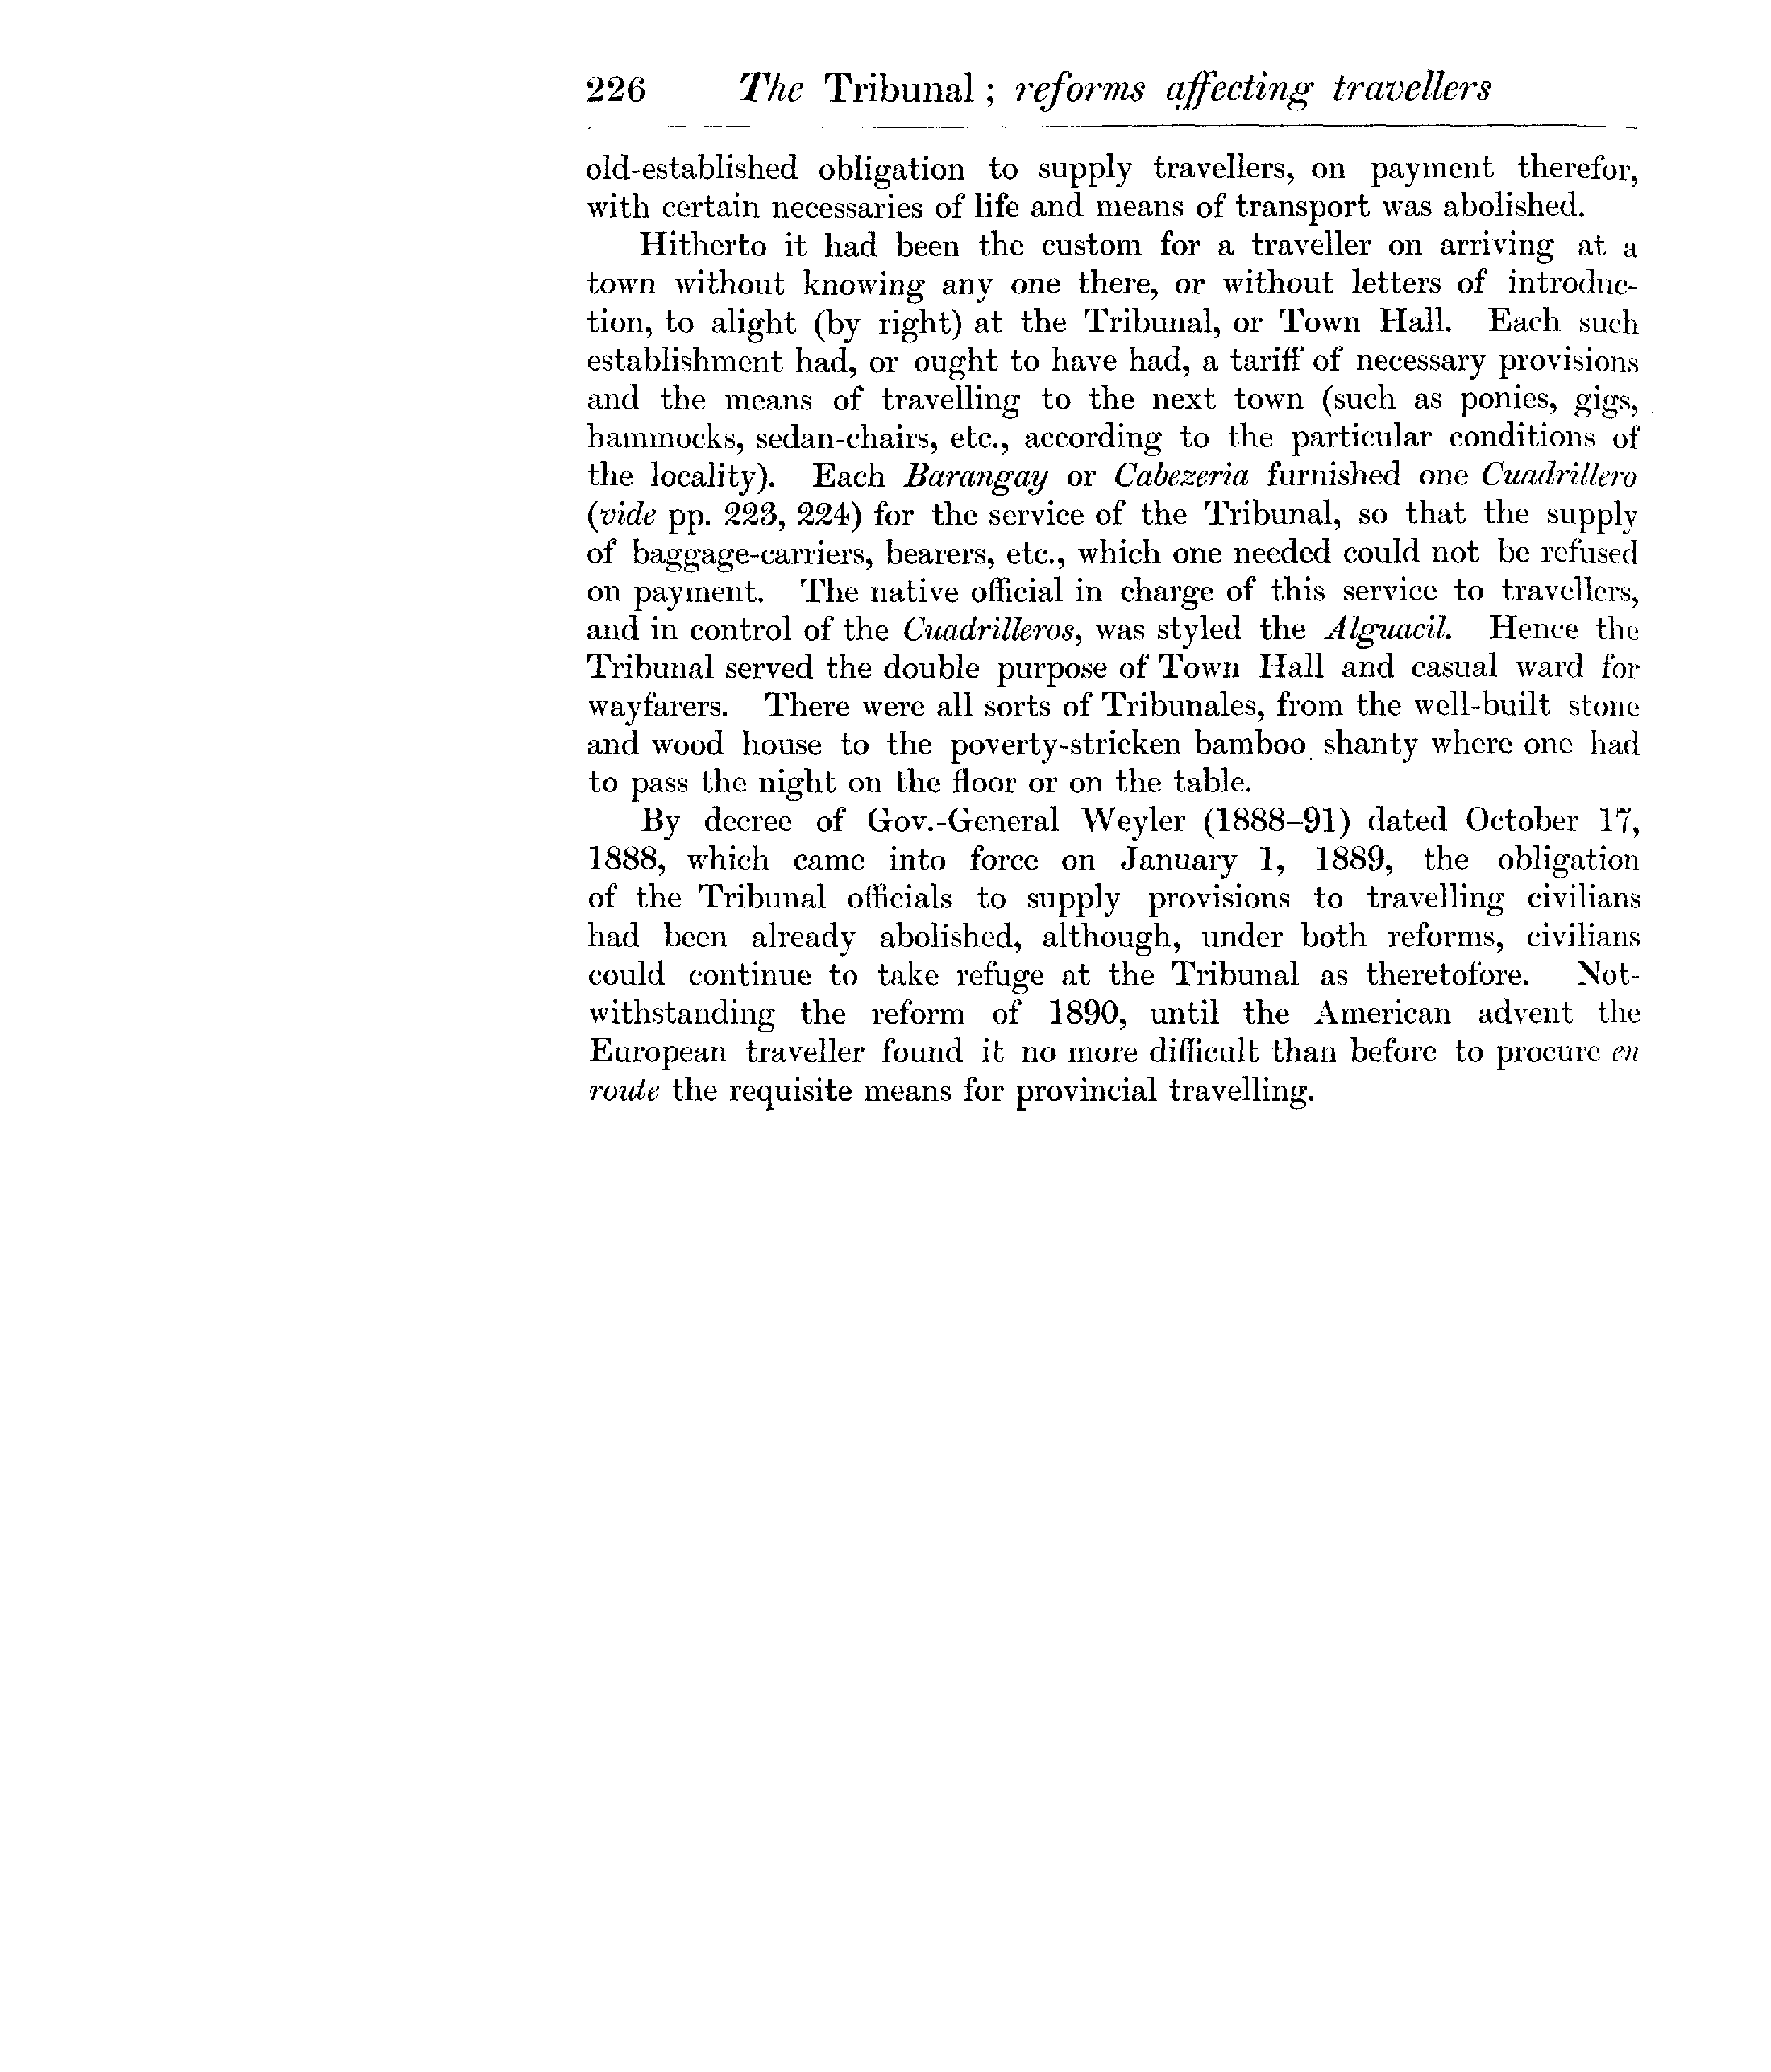 226 The Tribunal ; reforms affecting travellers
old-established obligation to supply travellers, on payment therefor,
with certain necessaries of life and means of transport was abolished.
Hitherto it had been the custom for a traveller on arriving at a
town without knowing any one there, or without letters of introduc-
tion, to alight (by right) at the Tribunal, or Town Hall. Each such
establishment had, or ought to have had, a tariff of necessary provisions
and the means of travelling to the next town (such as ponies, gigs,
hammocks, sedan-chairs, etc., according to the particular conditions of
the locality). Each Barangay or Cabezeria furnished one Cuadrillero
(vide pp. 223, 224) for the service of the Tribunal, so that the supply
of baggage-carriers, bearers, etc., which one needed could not be refused
on payment. The native official in charge of this service to travellers,
and in control of the Cuadrilleros, was styled the Alguacil. Hence the
Tribunal served the double purpose of Town Hall and casual ward for
wayfarers. There were all sorts of Tribunales, from the well-built stone
and wood house to the poverty-stricken bamboo shanty where one had
to pass the night on the floor or on the table.
By decree of Gov.-General Weyler (1888–91) dated October 17,
1888, which came into force on January 1, 1889, the obligation
of the Tribunal officials to supply provisions to travelling civilians
had been already abolished, although, under both reforms, civilians
could continue to take refuge at the Tribunal as theretofore. Not-
withstanding the reform of 1890, until the American advent the
European traveller found it no more difficult than before to procure en
route the requisite means for provincial travelling.